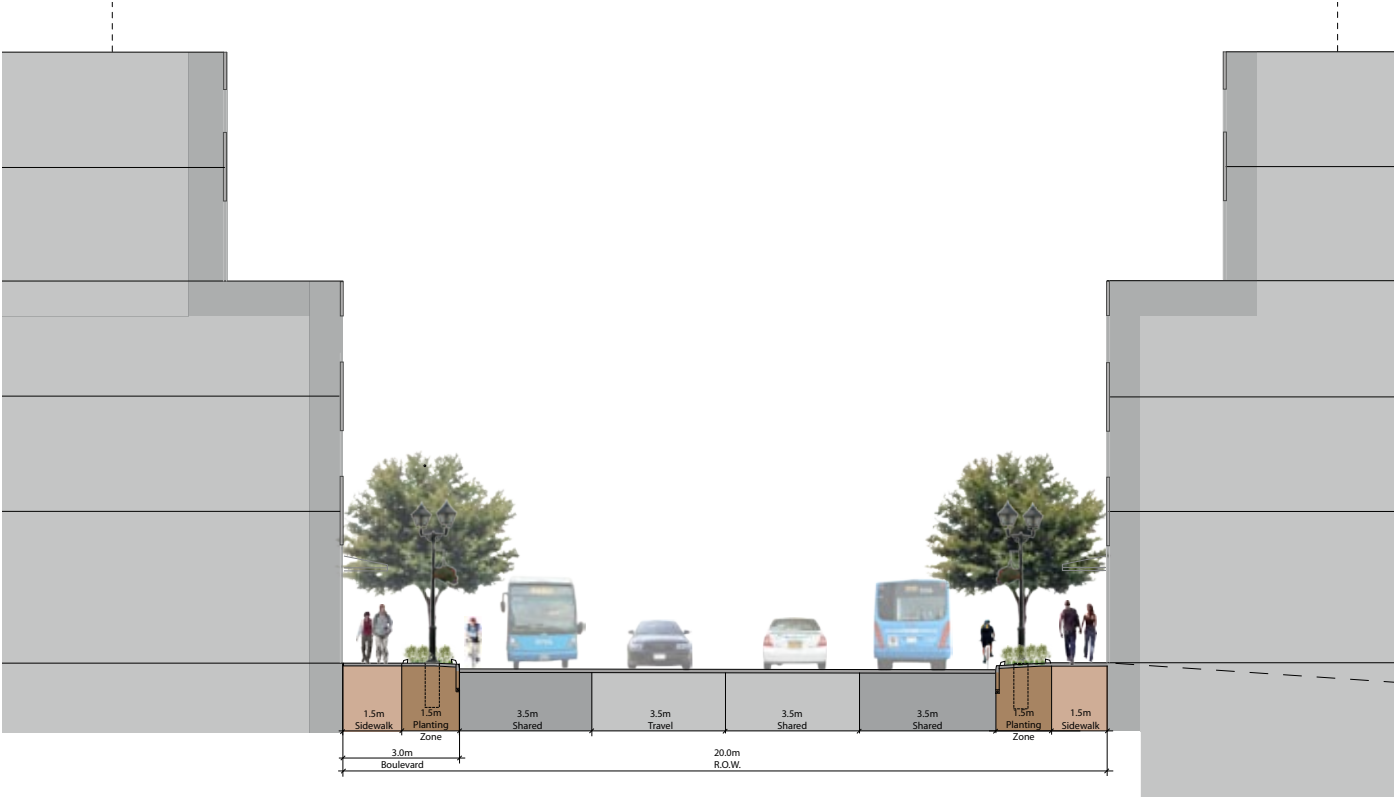 1.5m
Sidewalk
1.5m
Planting
Zone
3.5m
Shared
3.5m
Travel
3.5m
Shared
3.5m
Shared
1.5m
Planting
Zone
1.5m
Sidewalk
3.0m
Boulevard
20.0m
R.O.W.